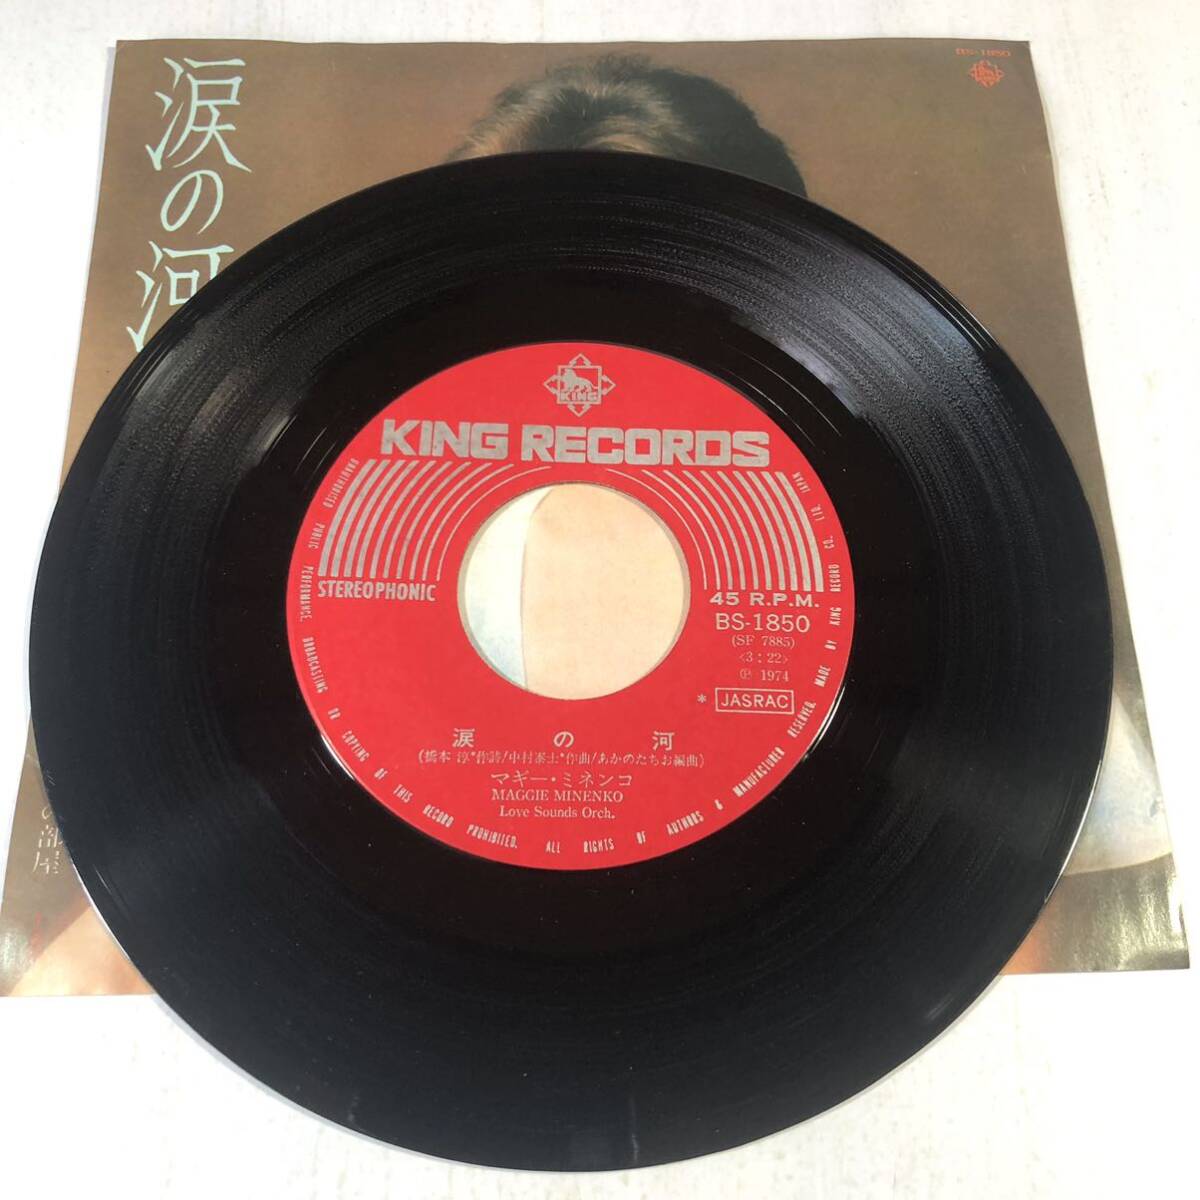 涙の河
BS-1850
KING
KING RECORDS
STEREOPHONIC
45 R.P.M.
BS-1850
(SF 7885)
<3:22>
Ⓟ 1974
* JASRAC
涙の河
(橋本 淳*作詩/中村泰士*作曲/あかのたちお編曲)
マギー・ミネンコ
MAGGIE MINENKO
Love Sounds Orch.
UNAUTHORISED PUBLIC PERFORMANCE, BROADCASTING OR COPYING OF THIS RECORD PROHIBITED. ALL RIGHTS OF AUTHORS & MANUFACTURER RESERVED. MADE BY KING RECORD CO., LTD. JAPAN
の部屋